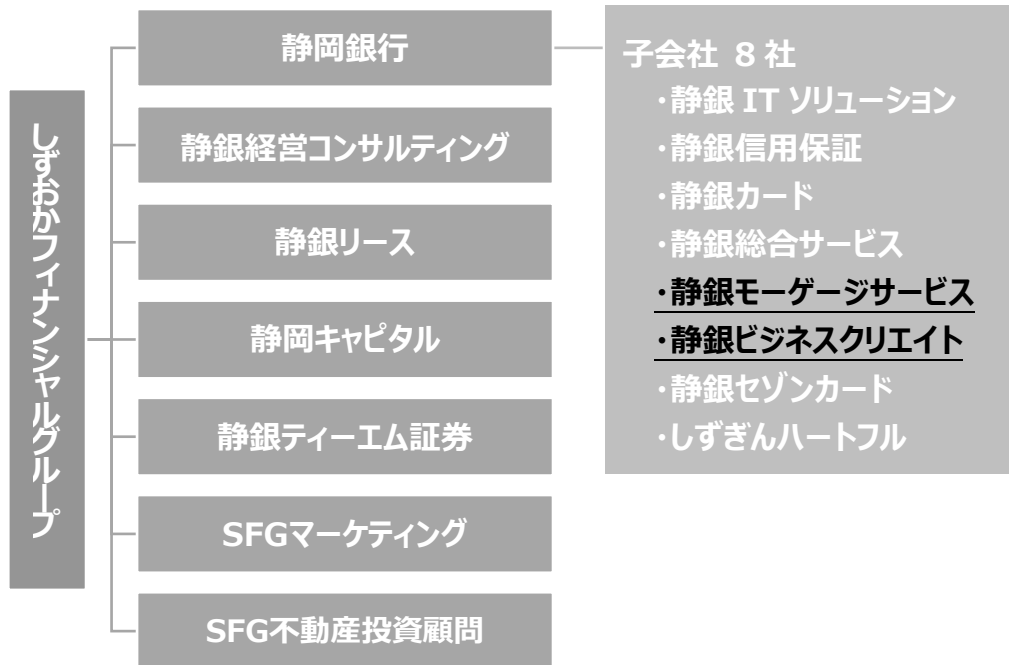 しずおかフィナンシャルグループ
静岡銀行
静銀経営コンサルティング
静銀リース
静岡キャピタル
静銀ティーエム証券
SFGマーケティング
SFG不動産投資顧問
子会社 8 社
・静銀 IT ソリューション
・静銀信用保証
・静銀カード
・静銀総合サービス
・静銀モーゲージサービス
・静銀ビジネスクリエイト
・静銀セゾンカード
・しずぎんハートフル